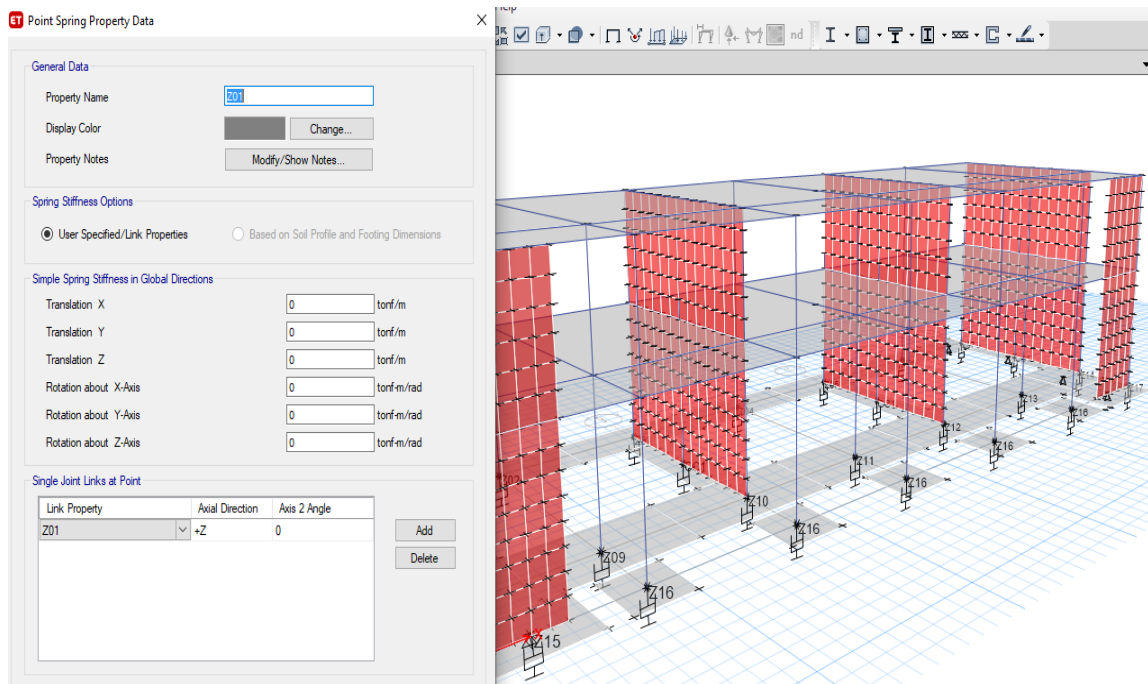 ET Point Spring Property Data
General Data
Property Name Z01
Display Color Change...
Property Notes Modify/Show Notes...
Spring Stiffness Options
User Specified/Link Properties Based on Soil Profile and Footing Dimensions
Simple Spring Stiffness in Global Directions
Translation X 0 tonf/m
Translation Y 0 tonf/m
Translation Z 0 tonf/m
Rotation about X-Axis 0 tonf-m/rad
Rotation about Y-Axis 0 tonf-m/rad
Rotation about Z-Axis 0 tonf-m/rad
Single Joint Links at Point
Link Property Axial Direction Axis 2 Angle
Z01 +Z 0
Add
Delete
nd
Z13
Z16
Z12
Z16
Z11
Z16
Z10
Z16
Z09
Z16
Z15